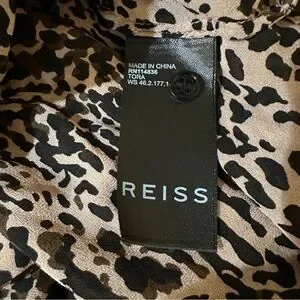 MADE IN CHINA
RN114836
TORA
WS 46.2.177.1
REISS